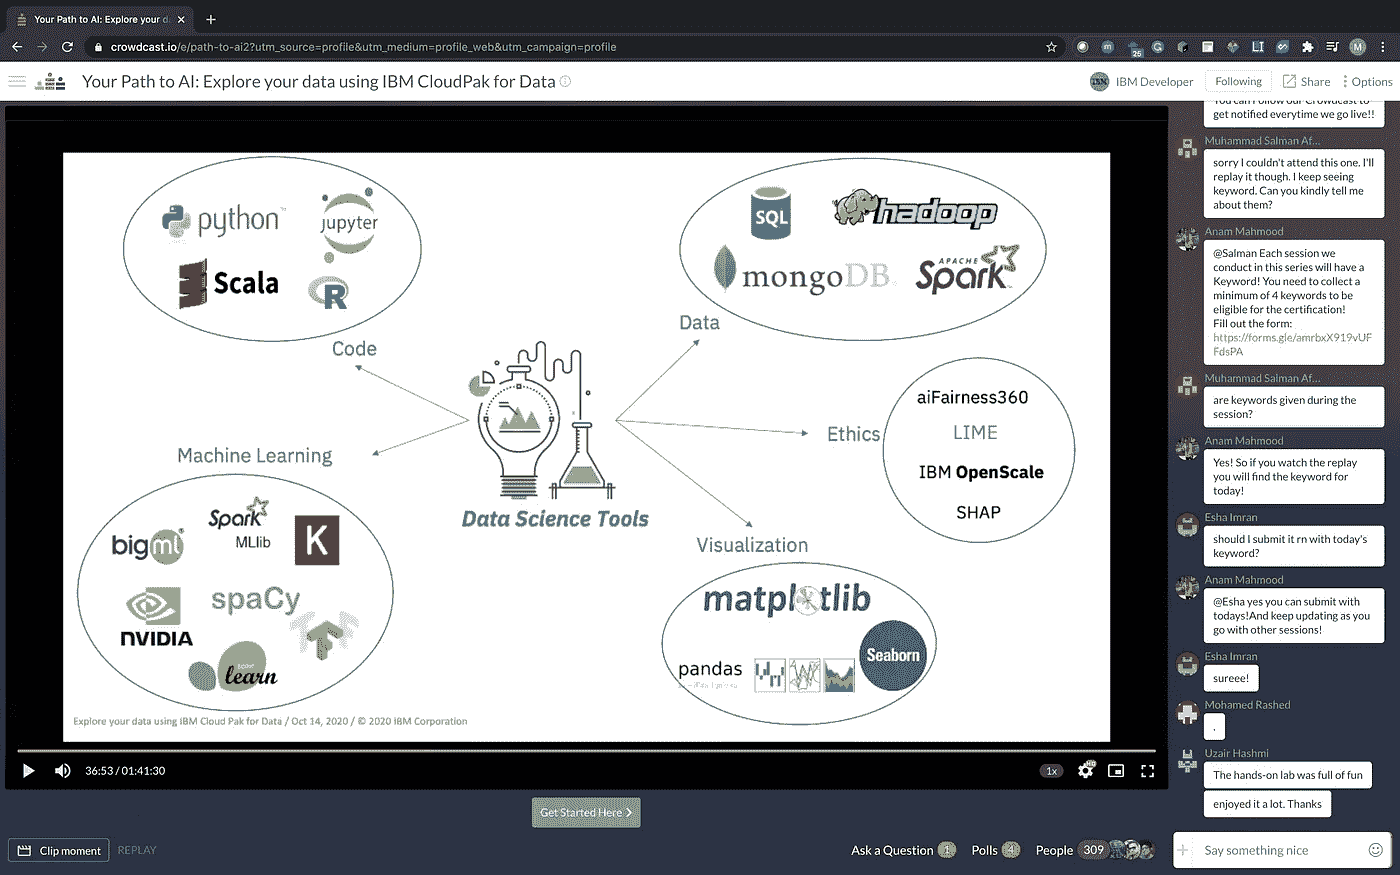 Your Path to AI: Explore your d
crowdcast.io/e/path-to-ai2?utm_source=profile&utm_medium=profile_web&utm_campaign=profile
25
M
Your Path to AI: Explore your data using IBM CloudPak for Data
IBM Developer
Following
Share
Options
python
jupyter
Scala
R
Code
SQL
hadoop
mongoDB
APACHE
Spark
Data
aiFairness360
LIME
IBM OpenScale
SHAP
Ethics
Machine Learning
bigml
Spark
MLlib
K
NVIDIA
spaCy
learn
Data Science Tools
Visualization
matplotlib
pandas
Seaborn
Explore your data using IBM Cloud Pak for Data / Oct 14, 2020 / © 2020 IBM Corporation
36:53 / 01:41:30
1x
HD
Get Started Here
Clip moment
REPLAY
Ask a Question 1
Polls 4
People 309
You can Follow our Crowdcast to
get notified everytime we go live!!
Muhammad Salman Af...
sorry I couldn't attend this one. I'll
replay it though. I keep seeing
keyword. Can you kindly tell me
about them?
Anam Mahmood
@Salman Each session we
conduct in this series will have a
Keyword! You need to collect a
minimum of 4 keywords to be
eligible for the certification!
Fill out the form:
https://forms.gle/amrbxX919vUF
FdsPA
Muhammad Salman Af...
are keywords given during the
session?
Anam Mahmood
Yes! So if you watch the replay
you will find the keyword for
today!
Esha Imran
should I submit it rn with today's
keyword?
Anam Mahmood
@Esha yes you can submit with
todays!And keep updating as you
go with other sessions!
Esha Imran
sureee!
Mohamed Rashed
.
Uzair Hashmi
The hands-on lab was full of fun
enjoyed it a lot. Thanks
Say something nice